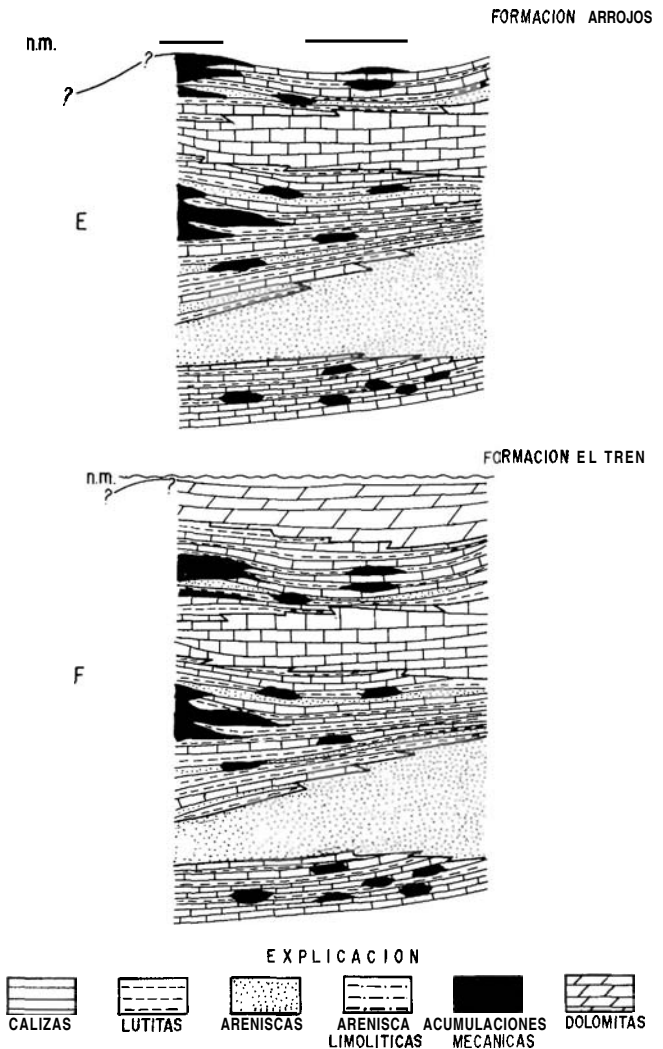 FORMACION ARROJOS
n.m.
?
?
E
FORMACION EL TREN
n.m.
?
?
F
EXPLICACION
CALIZAS
LUTITAS
ARENISCAS
ARENISCA LIMOLITICAS
ACUMULACIONES MECANICAS
DOLOMITAS